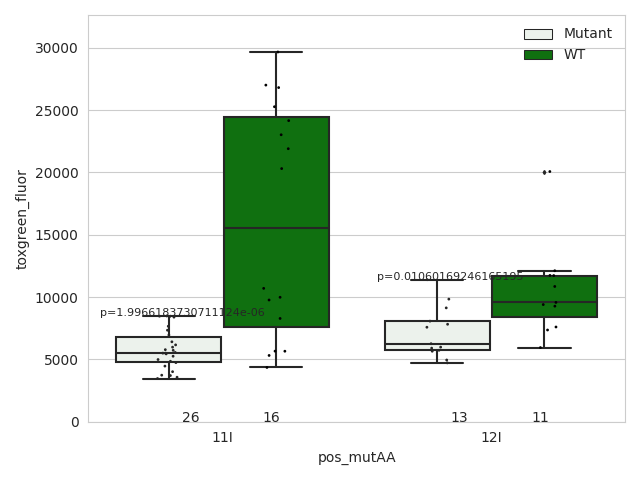 Mutant
WT
30000
25000
20000
15000
10000
5000
0
toxgreen_fluor
p=1.9966183730711124e-06
p=0.01060169246165195
26
16
13
11
11I
12I
pos_mutAA